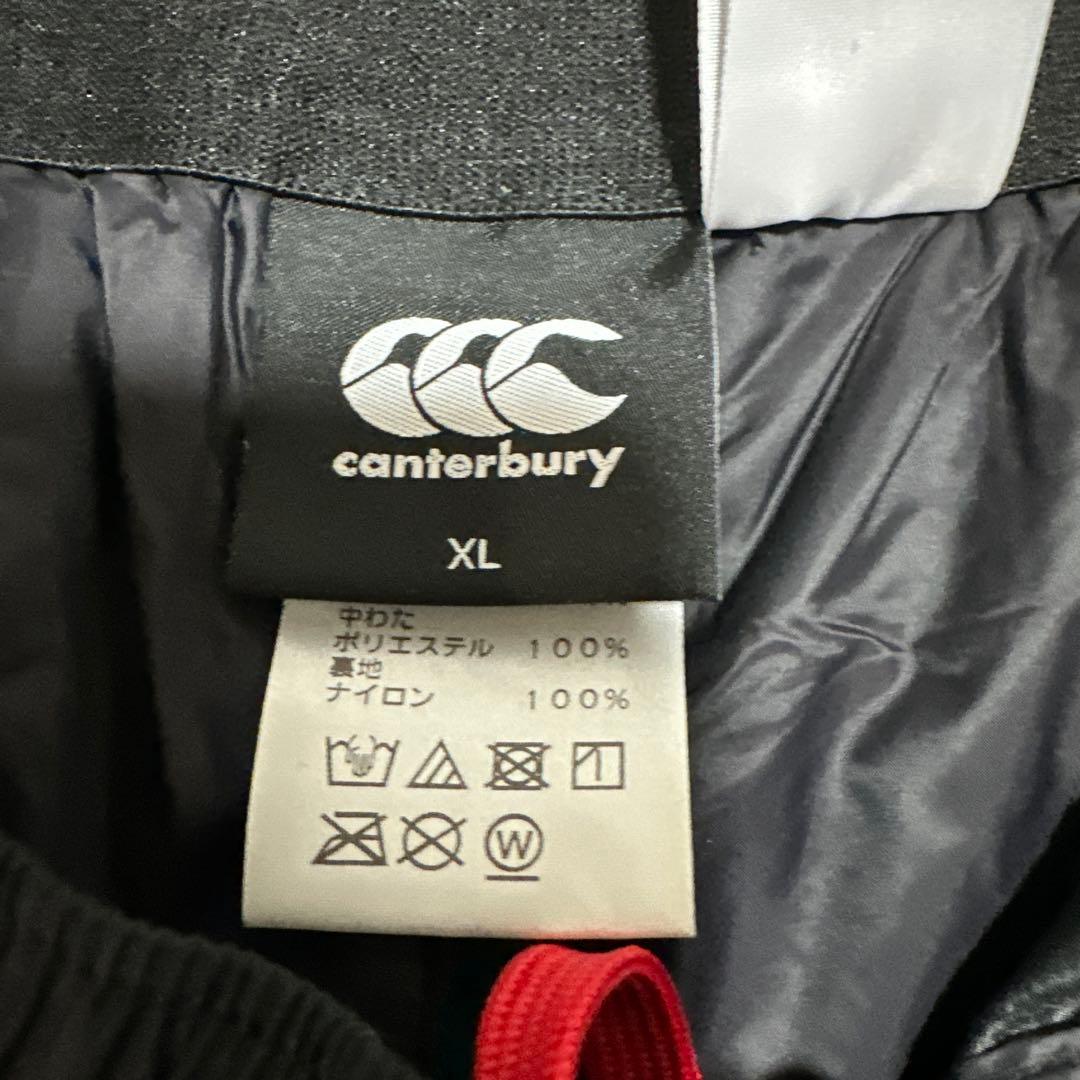 canterbury
XL
中わた
ポリエステル 100%
裏地
ナイロン 100%
W